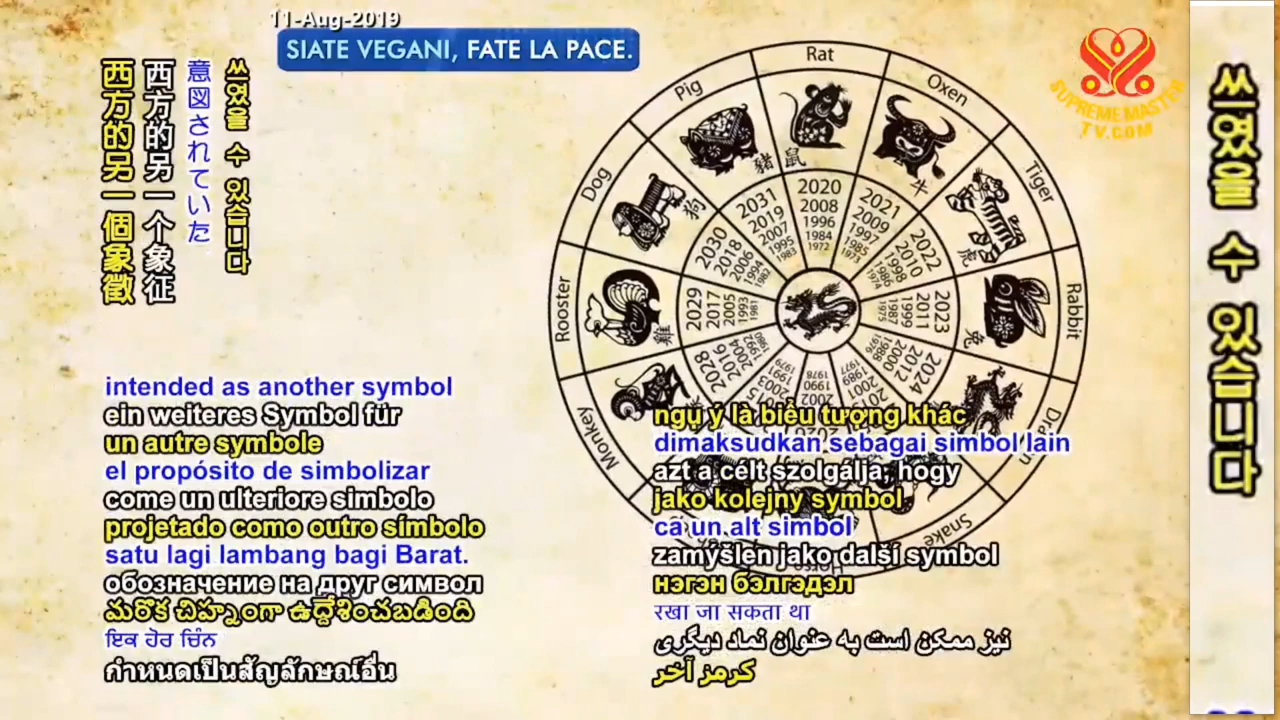 11-Aug-2019
SIATE VEGANI, FATE LA PACE.
SUPREME MASTER
TV.COM
쓰였을 수 있습니다
意図されていた
西方的另一个象征
西方的另一個象徵
쓰였을 수 있습니다
Rat
Oxen
Tiger
Rabbit
Snake
Monkey
Rooster
Dog
Pig
鼠
牛
虎
兔
狗
豬
2020
2008
1996
1984
1972
2021
2009
1997
1985
1973
2022
2010
1998
1986
1974
2023
2011
1999
1987
1975
2024
2012
2000
1988
1976
2028
2016
2004
1992
1980
2029
2017
2005
1993
1981
2030
2018
2006
1994
1982
2031
2019
2007
1995
1983
intended as another symbol
ein weiteres Symbol für
un autre symbole
el propósito de simbolizar
come un ulteriore simbolo
projetado como outro símbolo
satu lagi lambang bagi Barat.
обозначение на друг символ
మరొక చిహ్నంగా ఉద్దేశించబడింది
ਇਕ ਹੋਰ ਚਿੰਨ
กำหนดเป็นสัญลักษณ์อื่น
ngụ ý là biểu tượng khác
dimaksudkan sebagai simbol lain
azt a célt szolgálja, hogy
jako kolejny symbol
ca un alt simbol
zamýšlen jako další symbol
нэгэн бэлгэдэл
रखा जा सकता था
نیز ممکن است به عنوان نماد دیگری
كرمز آخر